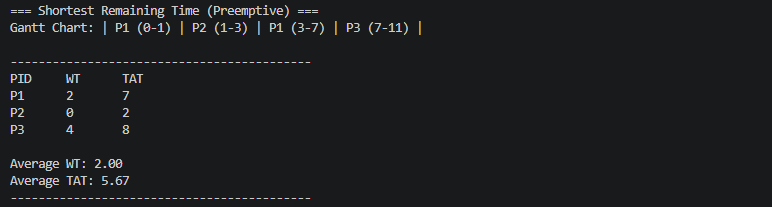 === Shortest Remaining Time (Preemptive) ===
Gantt Chart: | P1 (0-1) | P2 (1-3) | P1 (3-7) | P3 (7-11) |
-------------------------------------------
PID WT TAT
P1 2 7
P2 0 2
P3 4 8
Average WT: 2.00
Average TAT: 5.67
-------------------------------------------